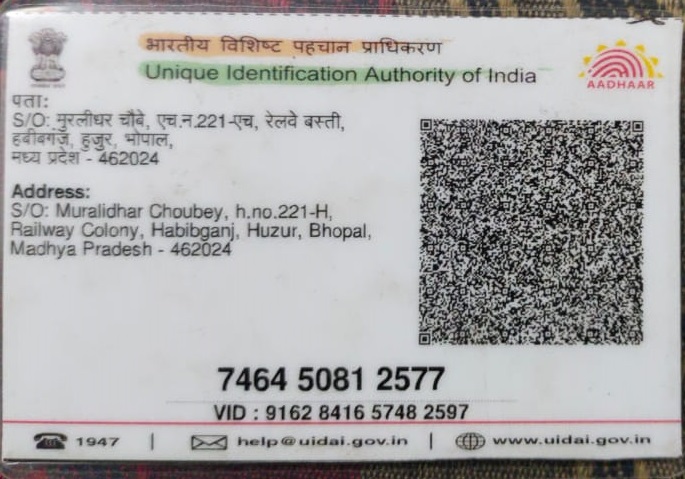 भारतीय विशिष्ट पहचान प्राधिकरण
Unique Identification Authority of India
AADHAAR
पता:
S/O: मुरलीधर चौबे, एच.न.221-एच, रेलवे बस्ती,
हबीबगंज, हुजुर, भोपाल,
मध्य प्रदेश - 462024
Address:
S/O: Muralidhar Choubey, h.no.221-H,
Railway Colony, Habibganj, Huzur, Bhopal,
Madhya Pradesh - 462024
7464 5081 2577
VID : 9162 8416 5748 2597
1947 | help@uidai.gov.in | www.uidai.gov.in